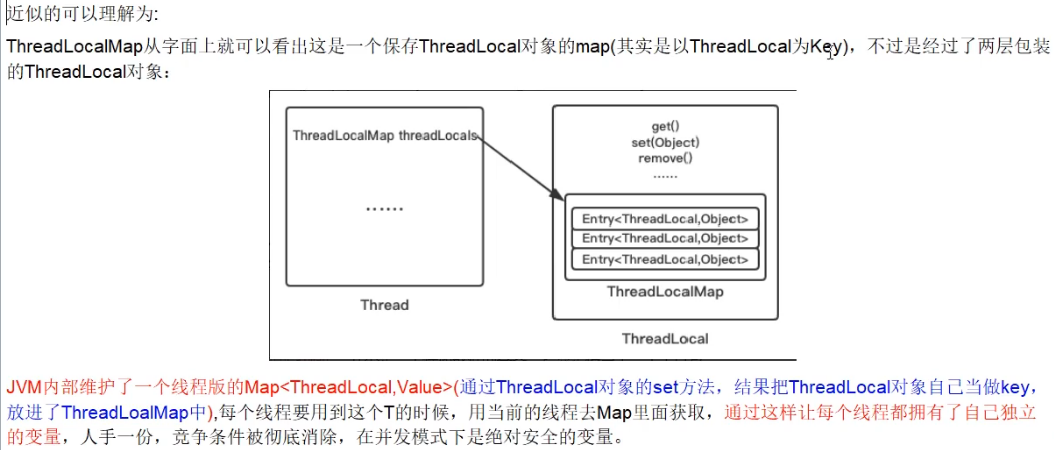 近似的可以理解为:
ThreadLocalMap从字面上就可以看出这是一个保存ThreadLocal对象的map(其实是以ThreadLocal为Key)，不过是经过了两层包装
的ThreadLocal对象：
ThreadLocalMap threadLocals
......
Thread
get()
set(Object)
remove()
......
Entry<ThreadLocal,Object>
Entry<ThreadLocal,Object>
Entry<ThreadLocal,Object>
ThreadLocalMap
ThreadLocal
JVM内部维护了一个线程版的Map<ThreadLocal,Value>(通过ThreadLocal对象的set方法，结果把ThreadLocal对象自己当做key，
放进了ThreadLoalMap中),每个线程要用到这个T的时候，用当前的线程去Map里面获取，通过这样让每个线程都拥有了自己独立
的变量，人手一份，竞争条件被彻底消除，在并发模式下是绝对安全的变量。